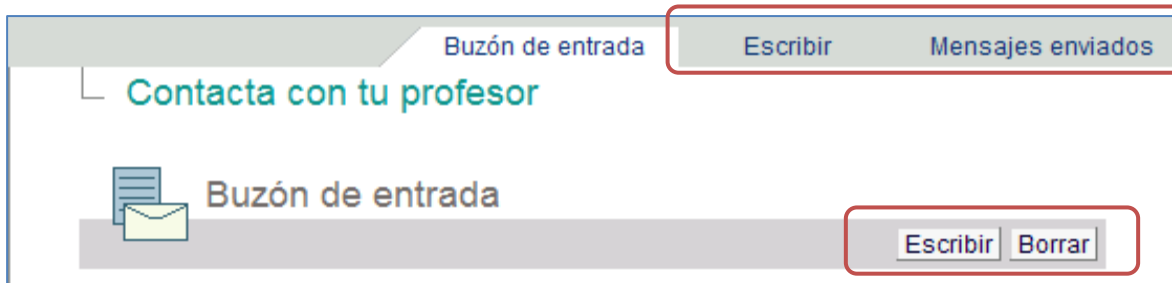 Buzón de entrada Escribir Mensajes enviados
Contacta con tu profesor
Buzón de entrada
Escribir Borrar